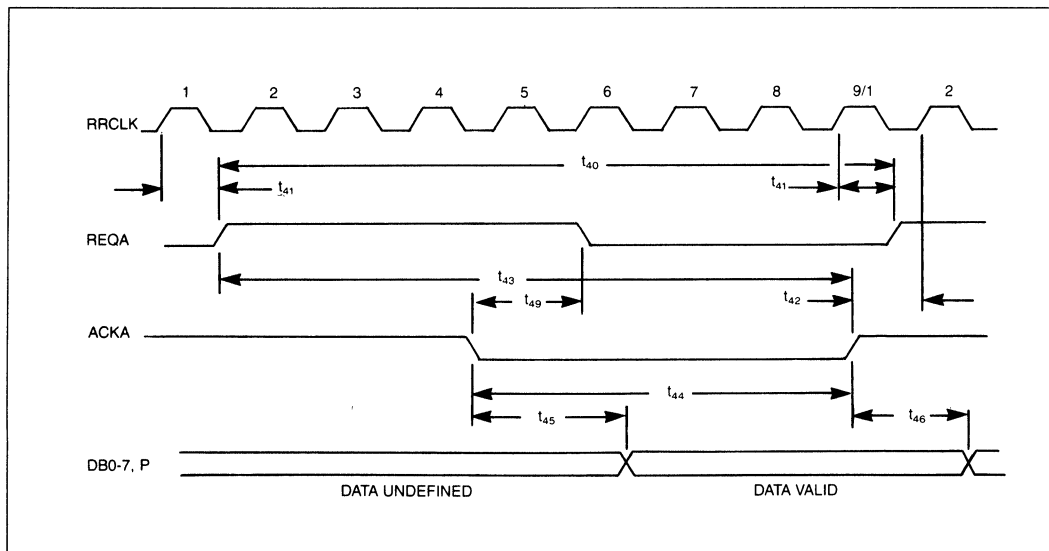 1 2 3 4 5 6 7 8 9/1 2
RRCLK
t40
t41 t41
REQA
t43
t49 t42
ACKA
t44
t45 t46
DB0-7, P
DATA UNDEFINED DATA VALID